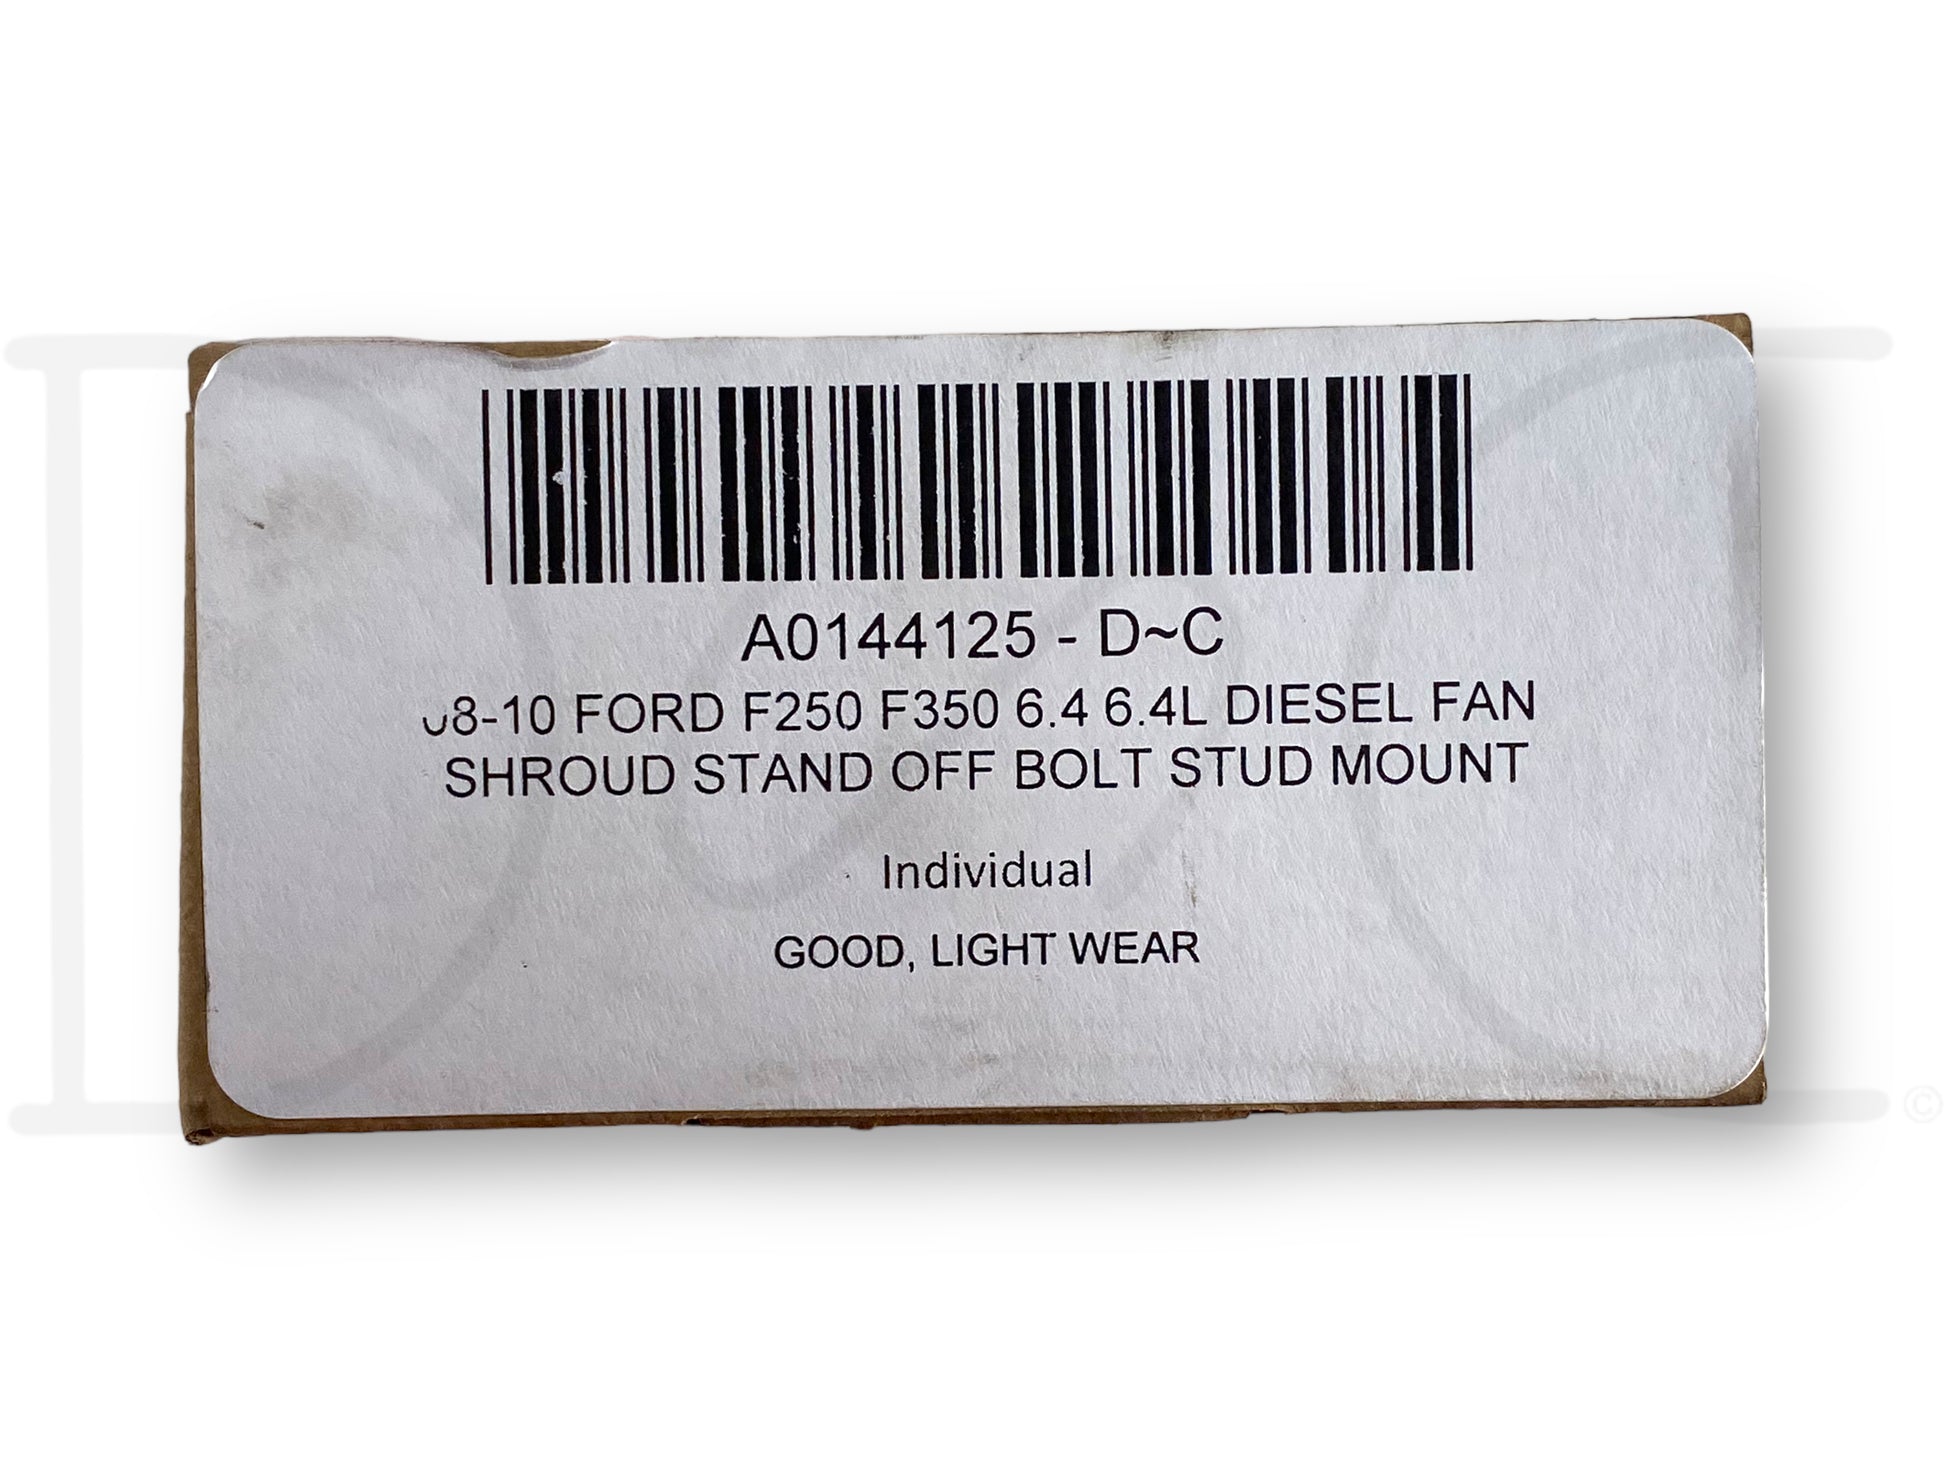 A0144125 - D~C
08-10 FORD F250 F350 6.4 6.4L DIESEL FAN
SHROUD STAND OFF BOLT STUD MOUNT
Individual
GOOD, LIGHT WEAR
©